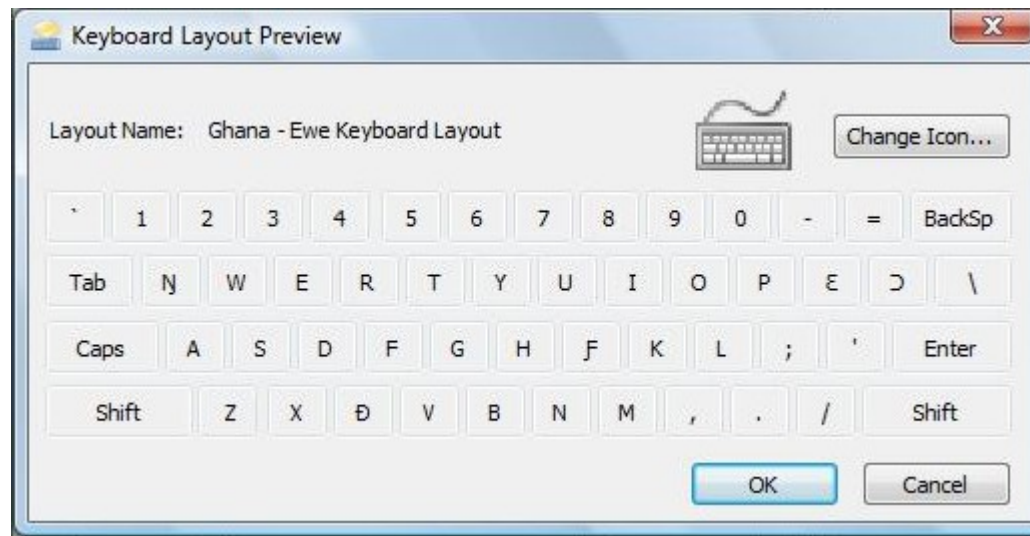 Keyboard Layout Preview
Layout Name: Ghana - Ewe Keyboard Layout
Change Icon...
` 1 2 3 4 5 6 7 8 9 0 - = BackSp
Tab Ŋ W E R T Y U I O P Ɛ Ɔ \
Caps A S D F G H Ƒ K L ; ' Enter
Shift Z X Đ V B N M , . / Shift
OK Cancel